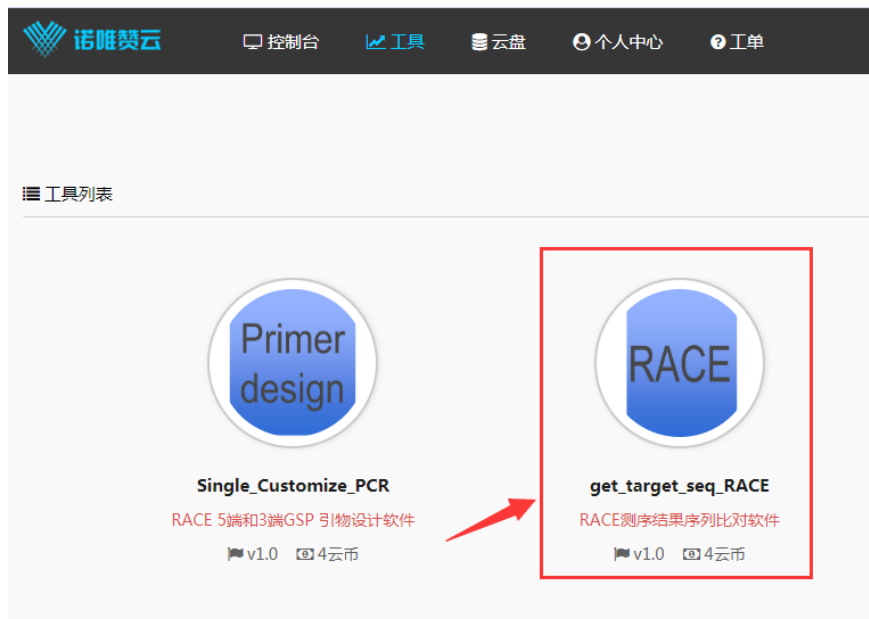 诺唯赞云 控制台 工具 云盘 个人中心 工单
工具列表
Primer
design
RACE
Single_Customize_PCR
get_target_seq_RACE
RACE 5端和3端GSP 引物设计软件
RACE测序结果序列比对软件
v1.0 4云币
v1.0 4云币